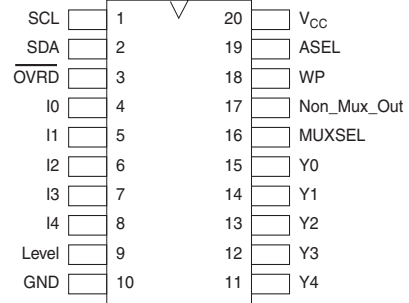 SCL 1 20 VCC
SDA 2 19 ASEL
OVRD 3 18 WP
I0 4 17 Non_Mux_Out
I1 5 16 MUXSEL
I2 6 15 Y0
I3 7 14 Y1
I4 8 13 Y2
Level 9 12 Y3
GND 10 11 Y4